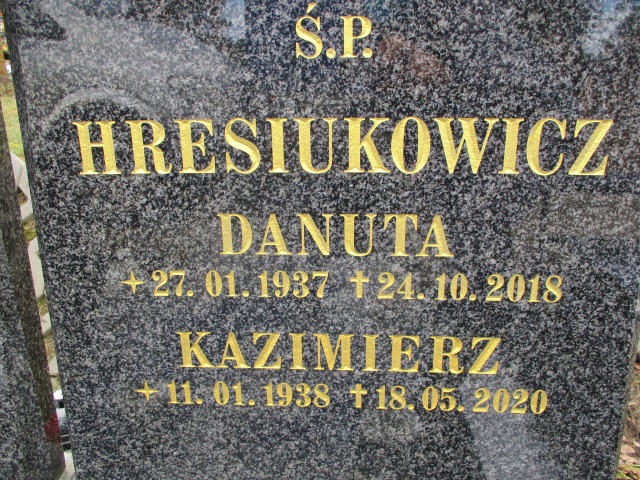 Ś.P.
HRESIUKOWICZ
DANUTA
+27.01.1937 †24.10.2018
KAZIMIERZ
+11.01.1938 †18.05.2020